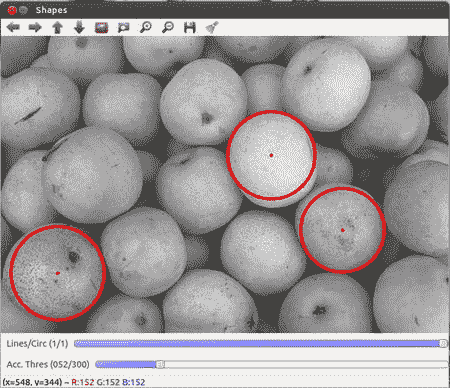 Shapes
Lines/Circ (1/1)
Acc. Thres (052/300)
(x=548, y=344) ~ R:152 G:152 B:152